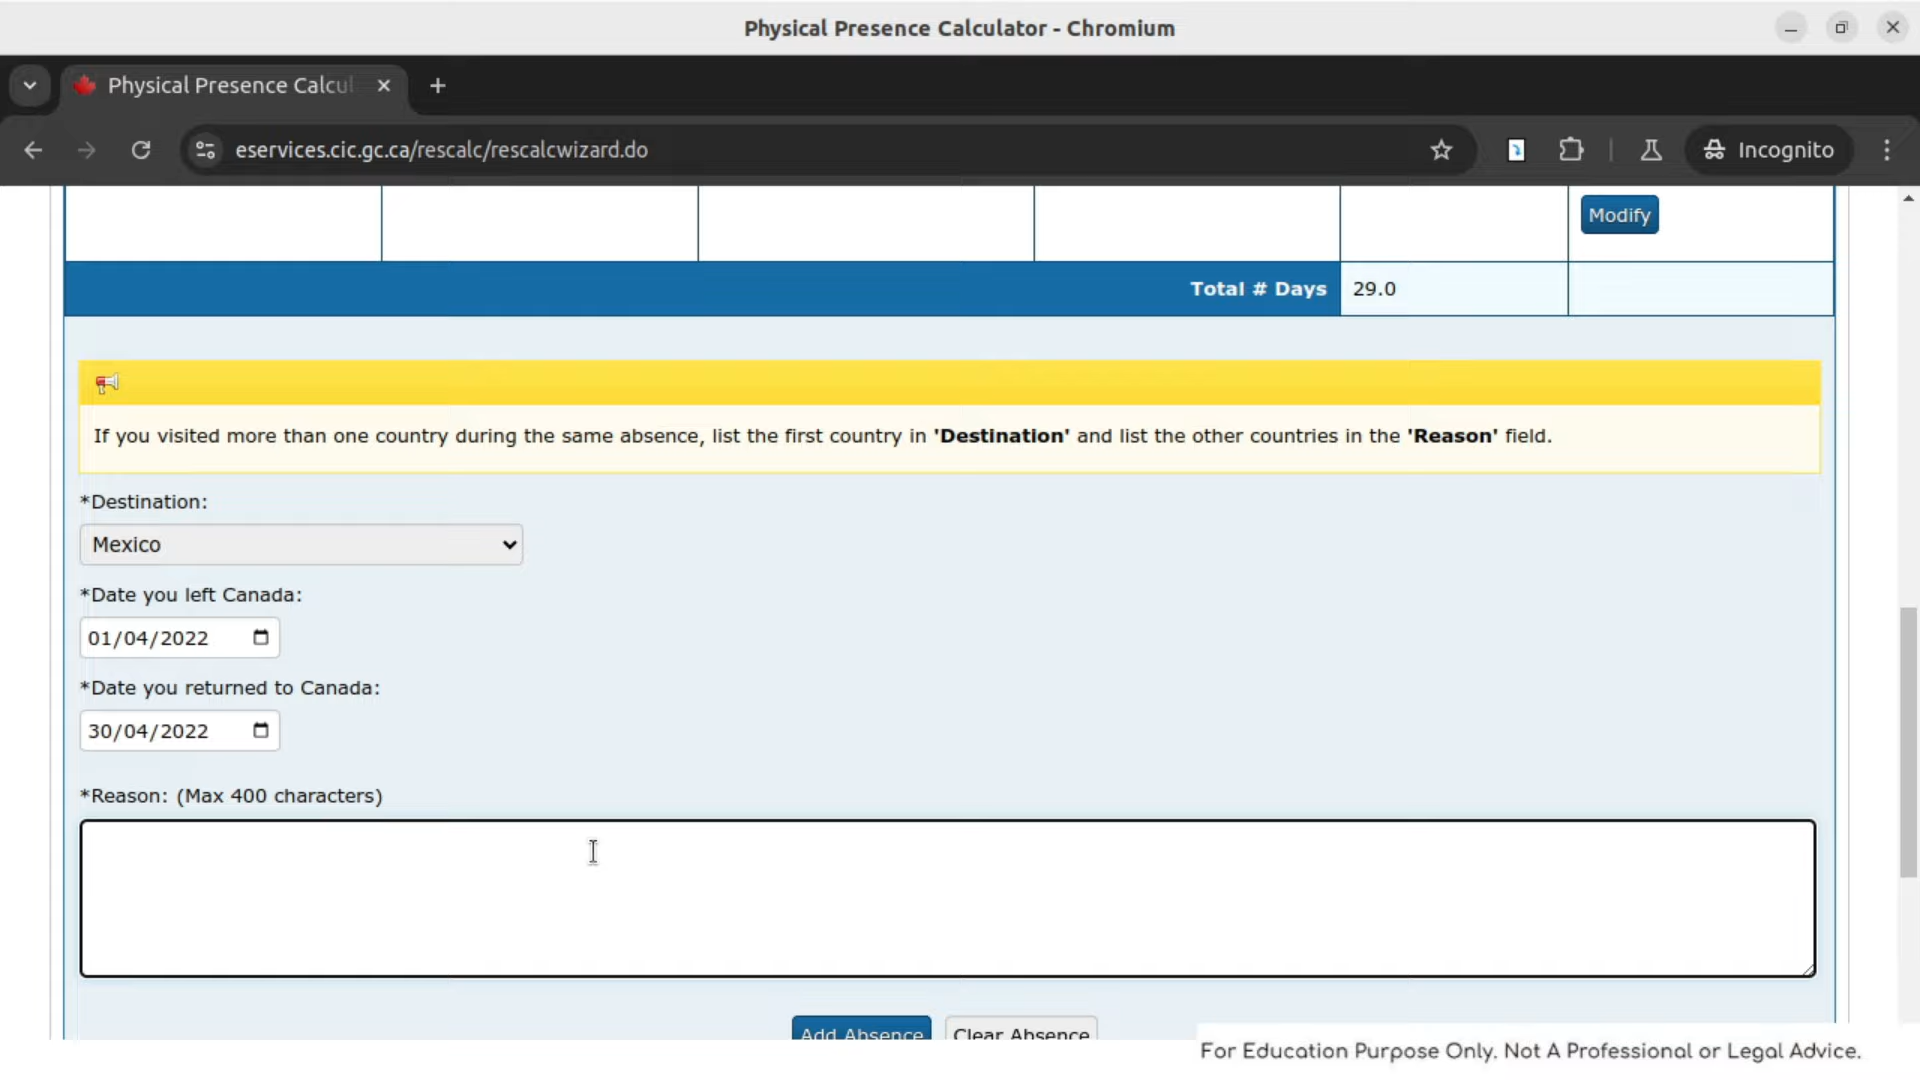 Physical Presence Calculator - Chromium
Physical Presence Calcul
eservices.cic.gc.ca/rescalc/rescalcwizard.do
Incognito
Modify
Total # Days 29.0
If you visited more than one country during the same absence, list the first country in 'Destination' and list the other countries in the 'Reason' field.
*Destination:
Mexico
*Date you left Canada:
01/04/2022
*Date you returned to Canada:
30/04/2022
*Reason: (Max 400 characters)
Add Absence Clear Absence
For Education Purpose Only. Not A Professional or Legal Advice.